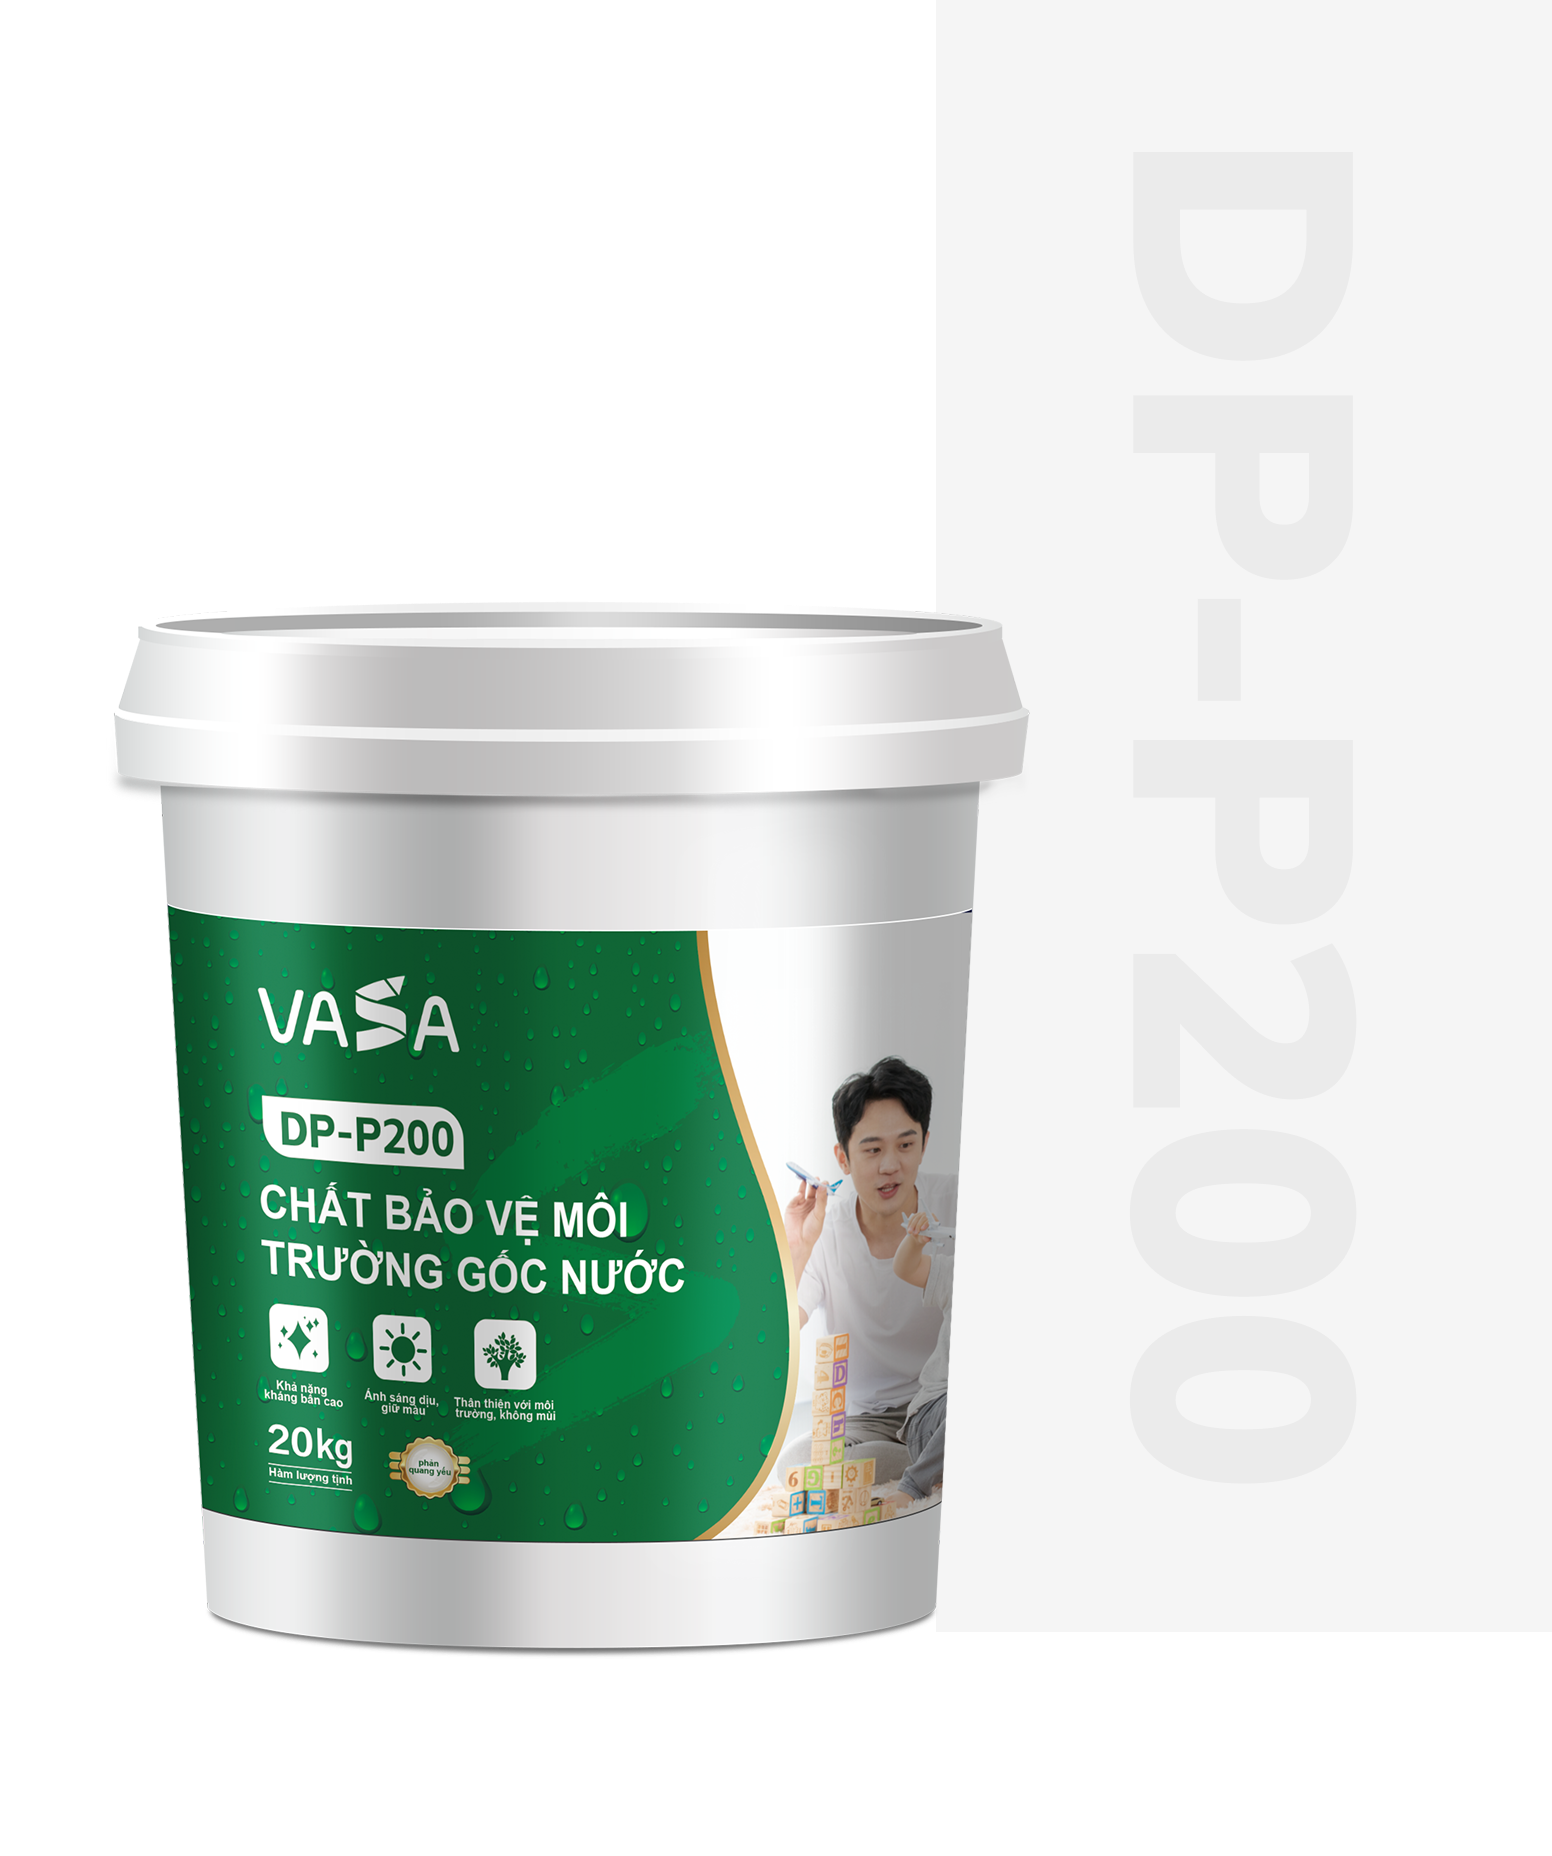 VASA
DP-P200
CHẤT BẢO VỆ MÔI
TRƯỜNG GỐC NƯỚC
Khả năng
kháng bẩn cao
Ánh sáng dịu,
giữ màu
Thân thiện với môi
trường, không mùi
20kg
Hàm lượng tịnh
phản
quang yếu
DP-P200